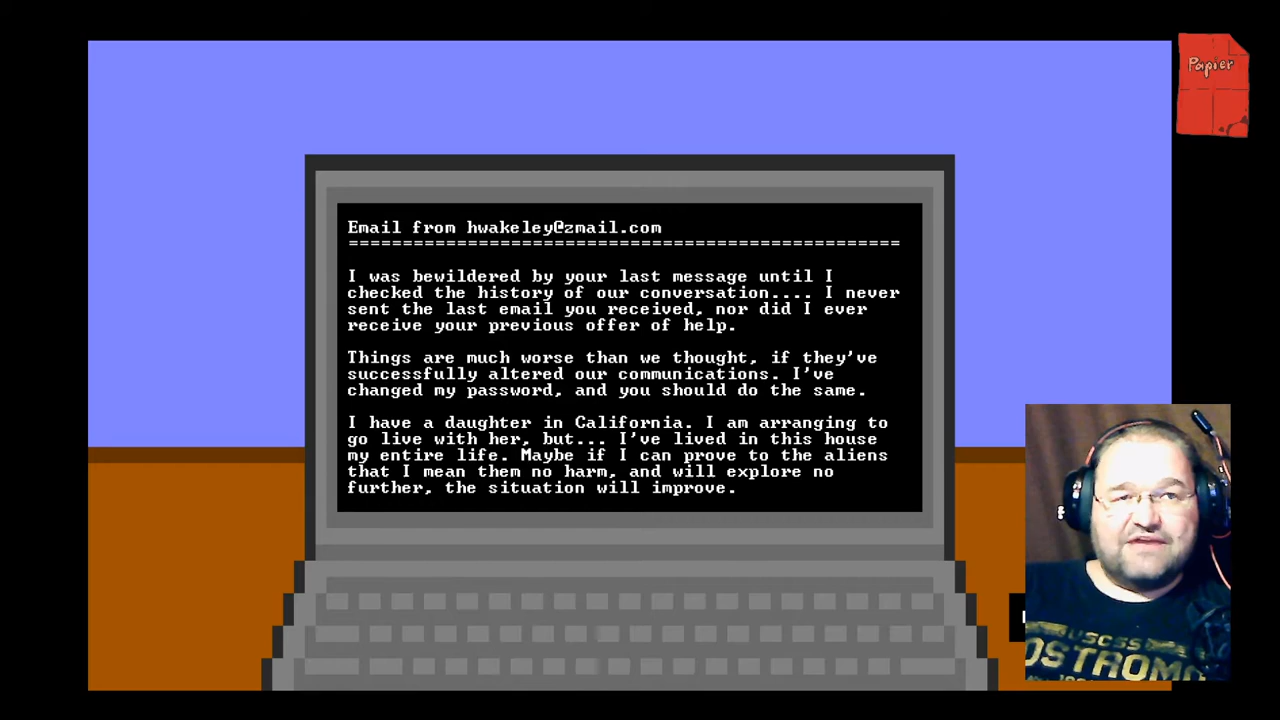 Papier
Email from hwakeley@zmail.com
===================================================
I was bewildered by your last message until I
checked the history of our conversation.... I never
sent the last email you received, nor did I ever
receive your previous offer of help.
Things are much worse than we thought, if they've
successfully altered our communications. I've
changed my password, and you should do the same.
I have a daughter in California. I am arranging to
go live with her, but... I've lived in this house
my entire life. Maybe if I can prove to the aliens
that I mean them no harm, and will explore no
further, the situation will improve.
USCSS
OSTROMO